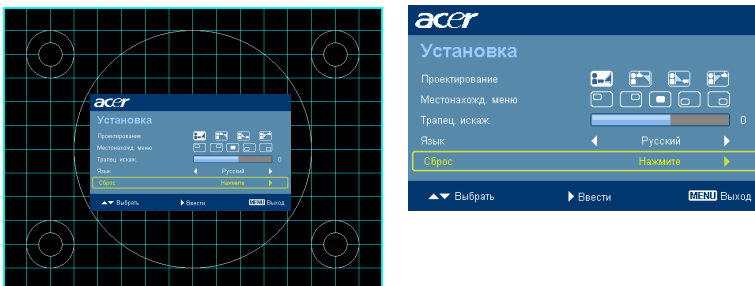 acer
Установка
Проектирование
Местонахожд. меню
Трапец. искаж. 0
Язык Русский
Сброс Нажмите
Выбрать Ввести MENU Выход
acer
Установка
Проектирование
Местонахожд. меню
Трапец. искаж. 0
Язык Русский
Сброс Нажмите
Выбрать Ввести MENU Выход